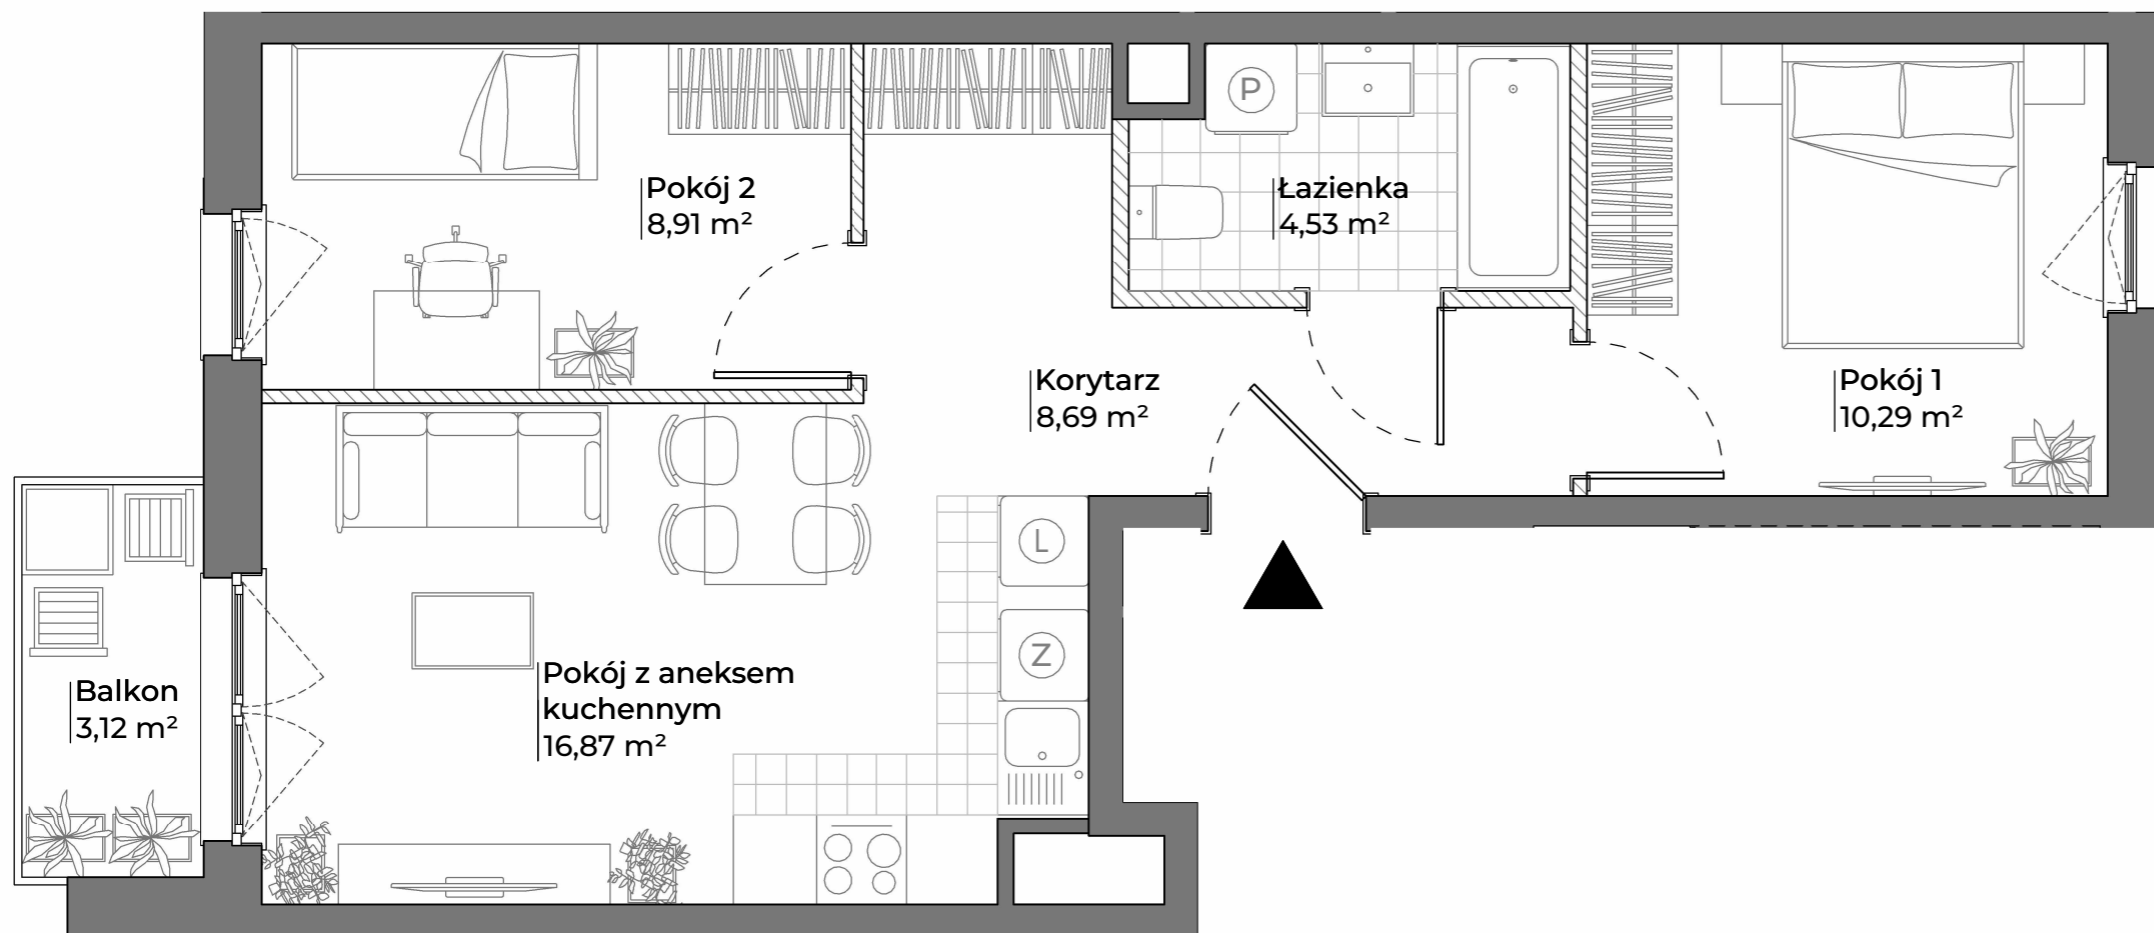 P
Pokój 2
8,91 m²
Łazienka
4,53 m²
Korytarz
8,69 m²
Pokój 1
10,29 m²
L
Z
Pokój z aneksem
kuchennym
16,87 m²
Balkon
3,12 m²